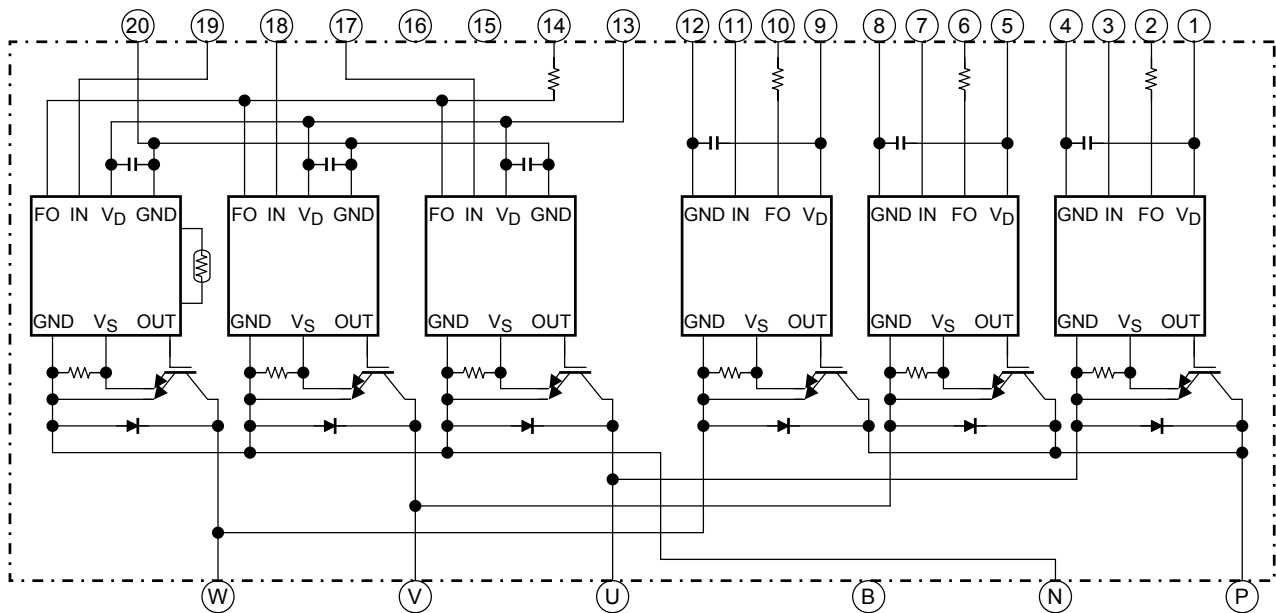 20 19 18 17 16 15 14 13 12 11 10 9 8 7 6 5 4 3 2 1
FO IN VD GND FO IN VD GND FO IN VD GND GND IN FO VD GND IN FO VD GND IN FO VD
GND VS OUT GND VS OUT GND VS OUT GND VS OUT GND VS OUT GND VS OUT
W V U B N P